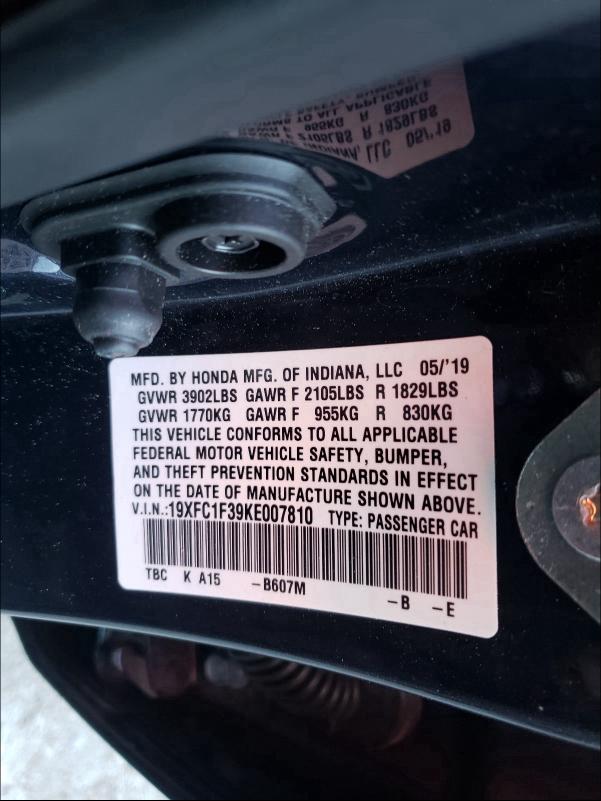 MFD. BY HONDA MFG. OF INDIANA, LLC 05/'19
GVWR 3902LBS GAWR F 2105LBS R 1829LBS
GVWR 1770KG GAWR F 955KG R 830KG
THIS VEHICLE CONFORMS TO ALL APPLICABLE
FEDERAL MOTOR VEHICLE SAFETY, BUMPER,
AND THEFT PREVENTION STANDARDS IN EFFECT
ON THE DATE OF MANUFACTURE SHOWN ABOVE.
V.I.N.:19XFC1F39KE007810 TYPE: PASSENGER CAR
TBC K A15 -B607M -B -E